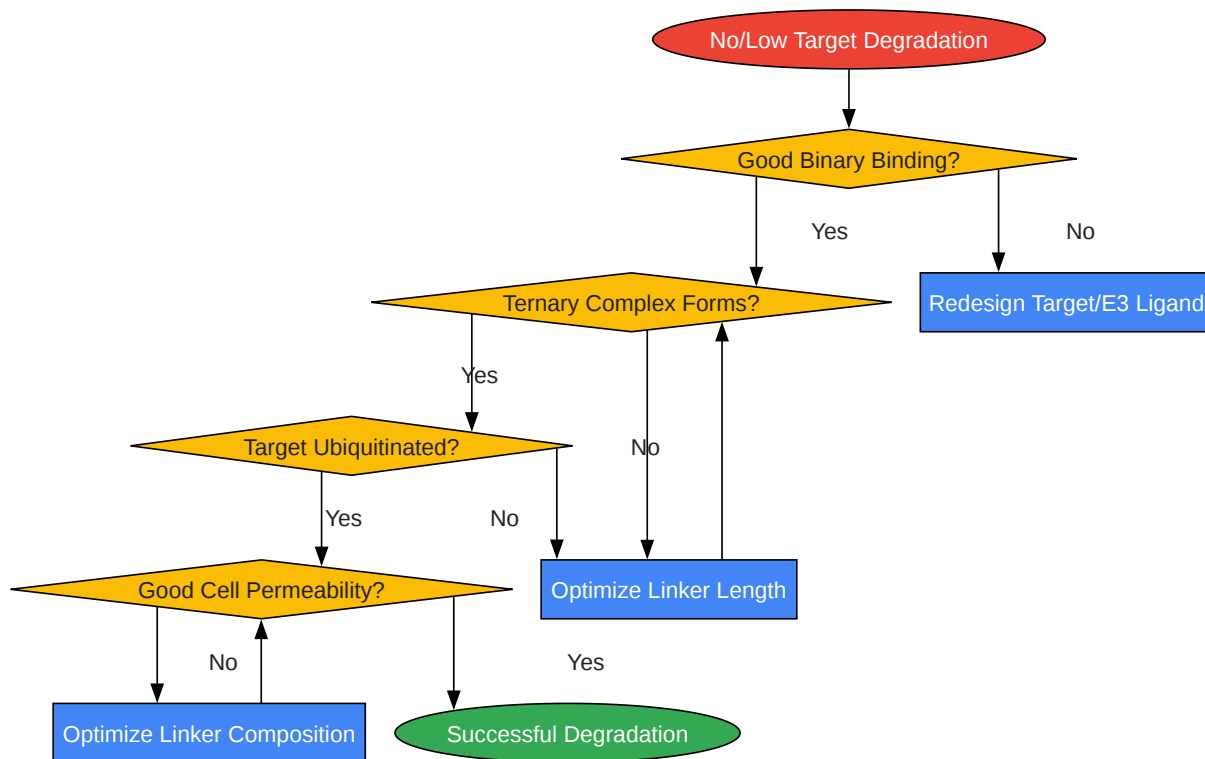 No/Low Target Degradation
Good Binary Binding?
Yes
No
Ternary Complex Forms?
Redesign Target/E3 Ligand
Yes
Target Ubiquitinated?
No
Yes
No
Good Cell Permeability?
Optimize Linker Length
No
Yes
Optimize Linker Composition
Successful Degradation